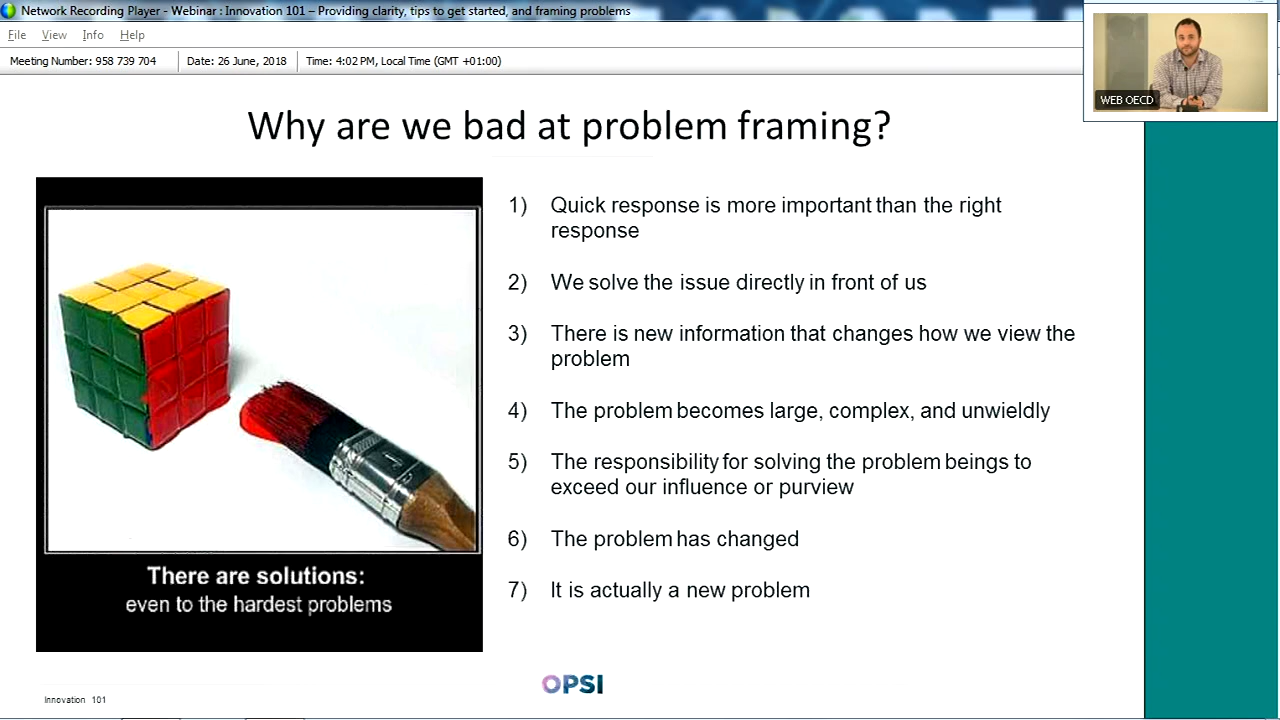 Network Recording Player - Webinar : Innovation 101 – Providing clarity, tips to get started, and framing problems
File View Info Help
Meeting Number: 958 739 704 Date: 26 June, 2018 Time: 4:02 PM, Local Time (GMT +01:00)
WEB OECD
Why are we bad at problem framing?
1) Quick response is more important than the right
response
2) We solve the issue directly in front of us
3) There is new information that changes how we view the
problem
4) The problem becomes large, complex, and unwieldly
5) The responsibility for solving the problem beings to
exceed our influence or purview
6) The problem has changed
7) It is actually a new problem
There are solutions:
even to the hardest problems
OPSI
Innovation 101